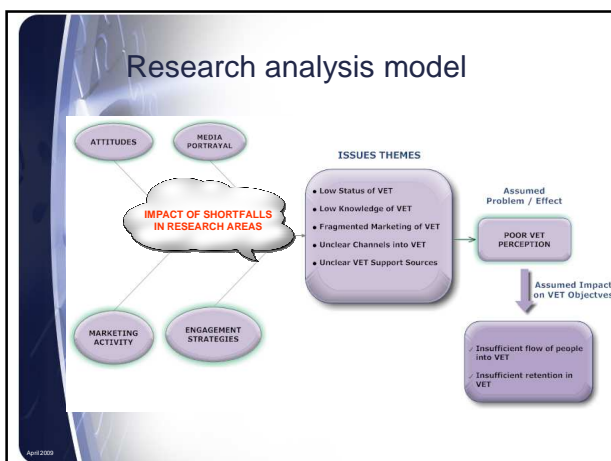 Research analysis model
ATTITUDES
MEDIA
PORTRAYAL
IMPACT OF SHORTFALLS
IN RESEARCH AREAS
MARKETING
ACTIVITY
ENGAGEMENT
STRATEGIES
ISSUES THEMES
• Low Status of VET
• Low Knowledge of VET
• Fragmented Marketing of VET
• Unclear Channels into VET
• Unclear VET Support Sources
Assumed
Problem / Effect
POOR VET
PERCEPTION
Assumed Impact
on VET Objectves
✓ Insufficient flow of people
into VET
✓ Insufficient retention in
VET
April 2009